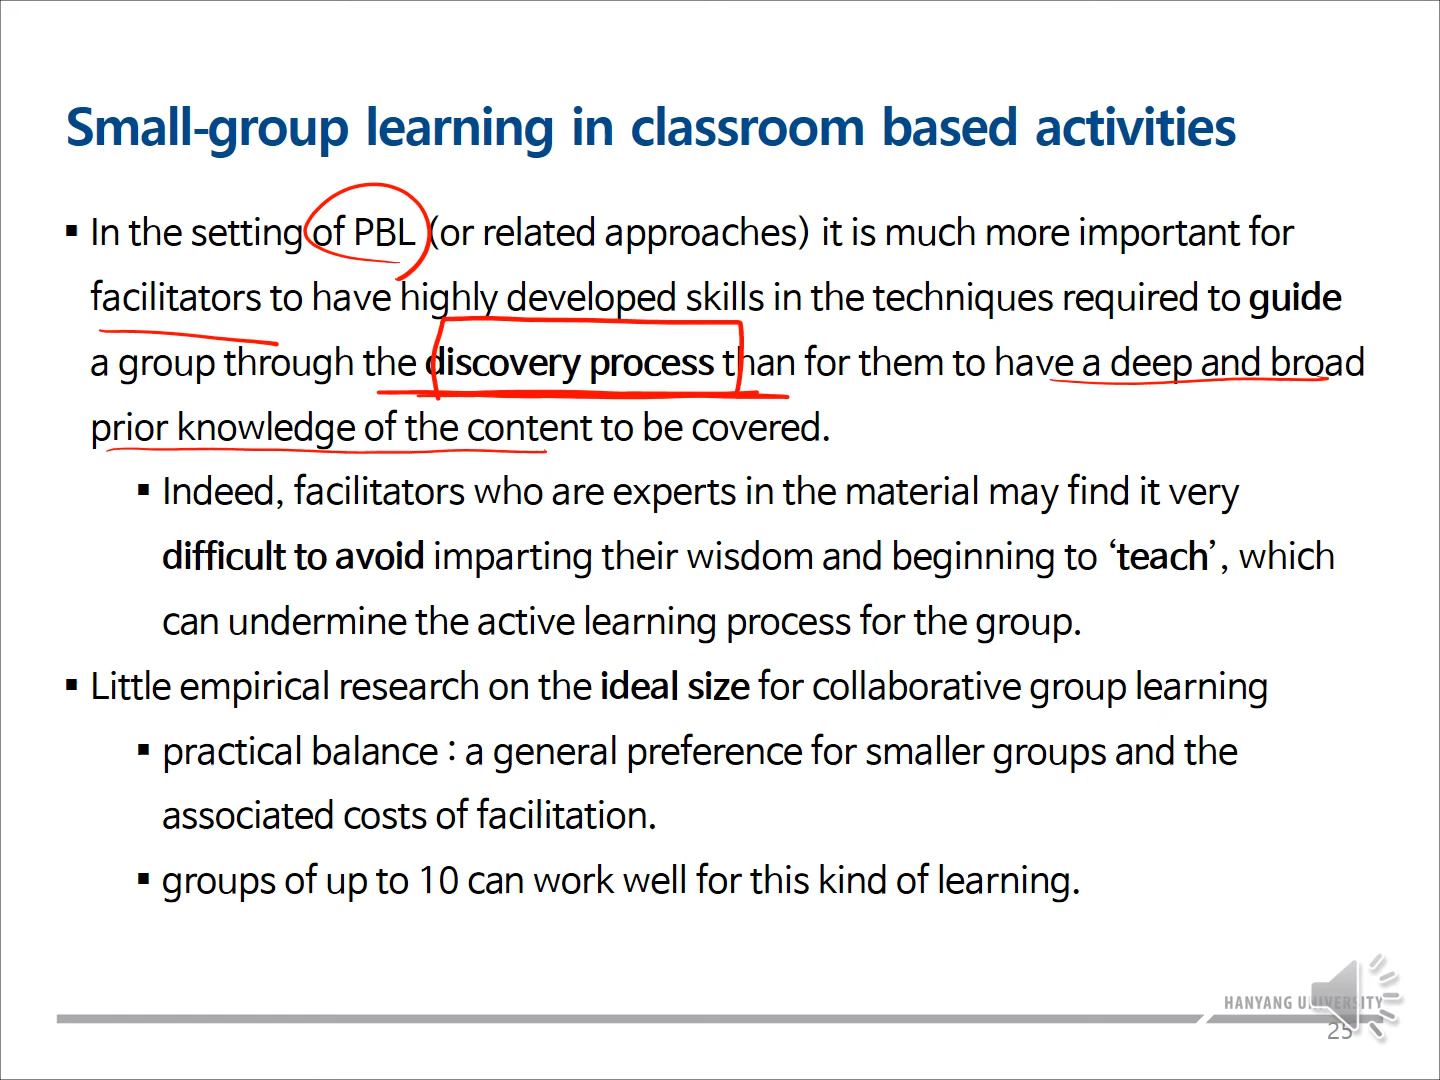 Small-group learning in classroom based activities
▪ In the setting of PBL (or related approaches) it is much more important for
facilitators to have highly developed skills in the techniques required to guide
a group through the discovery process than for them to have a deep and broad
prior knowledge of the content to be covered.
▪ Indeed, facilitators who are experts in the material may find it very
difficult to avoid imparting their wisdom and beginning to ‘teach’, which
can undermine the active learning process for the group.
▪ Little empirical research on the ideal size for collaborative group learning
▪ practical balance : a general preference for smaller groups and the
associated costs of facilitation.
▪ groups of up to 10 can work well for this kind of learning.
HANYANG UNIVERSITY
25